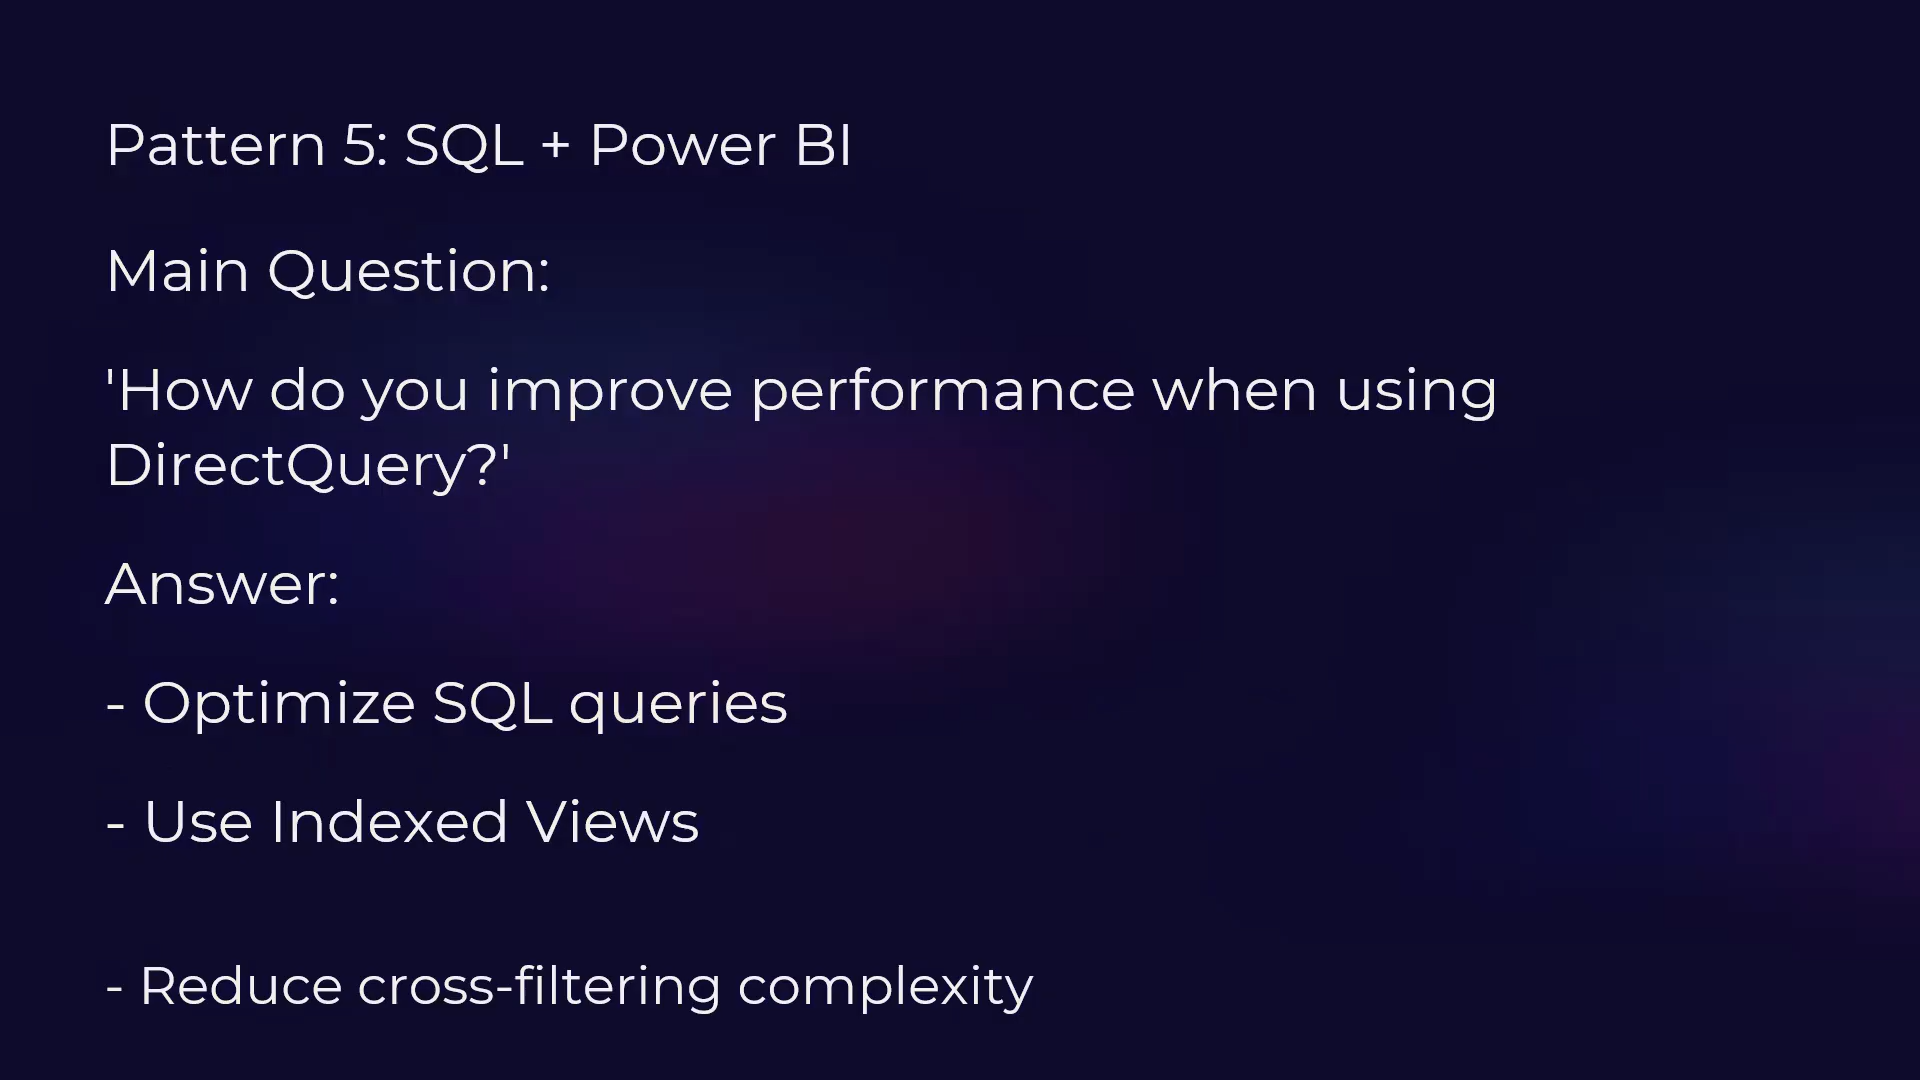 Pattern 5: SQL + Power BI
Main Question:
'How do you improve performance when using
DirectQuery?'
Answer:
- Optimize SQL queries
- Use Indexed Views
- Reduce cross-filtering complexity